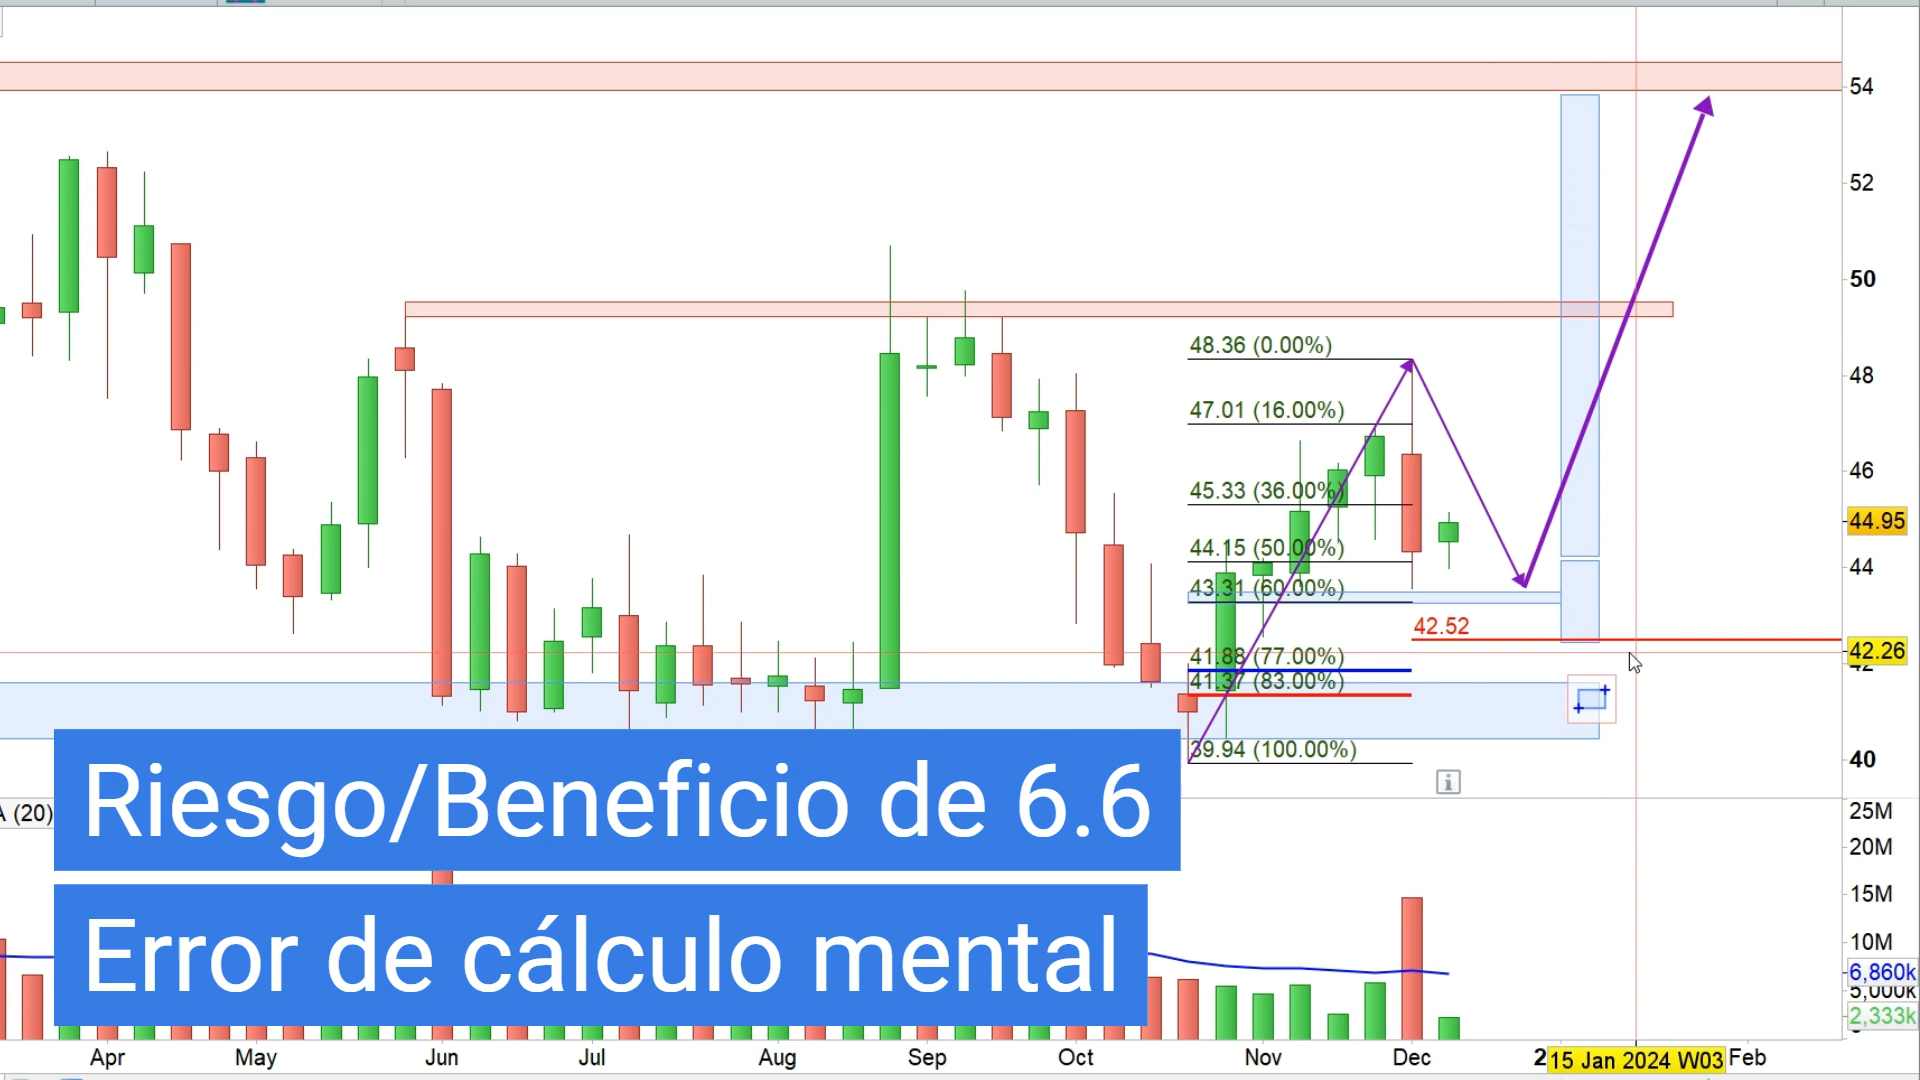 54
52
50
48
46
44.95
44
42.26
42
40
48.36 (0.00%)
47.01 (16.00%)
45.33 (36.00%)
44.15 (50.00%)
43.31 (60.00%)
42.52
41.88 (77.00%)
41.37 (83.00%)
39.94 (100.00%)
Riesgo/Beneficio de 6.6
Error de cálculo mental
A (20)
25M
20M
15M
10M
6,860k
5,000k
2,333k
Apr May Jun Jul Aug Sep Oct Nov Dec 2 15 Jan 2024 W03 Feb